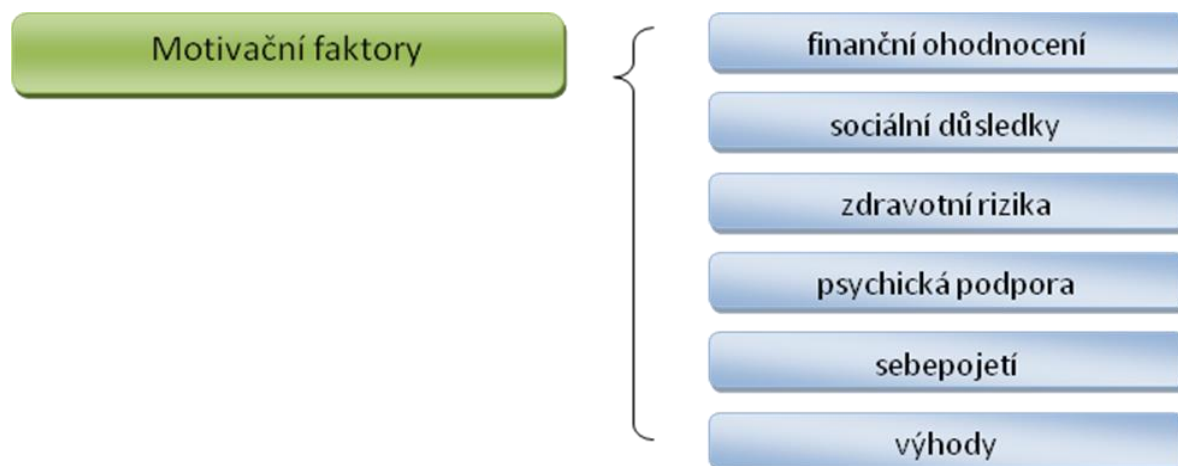 Motivační faktory
finanční ohodnocení
sociální důsledky
zdravotní rizika
psychická podpora
sebepojetí
výhody